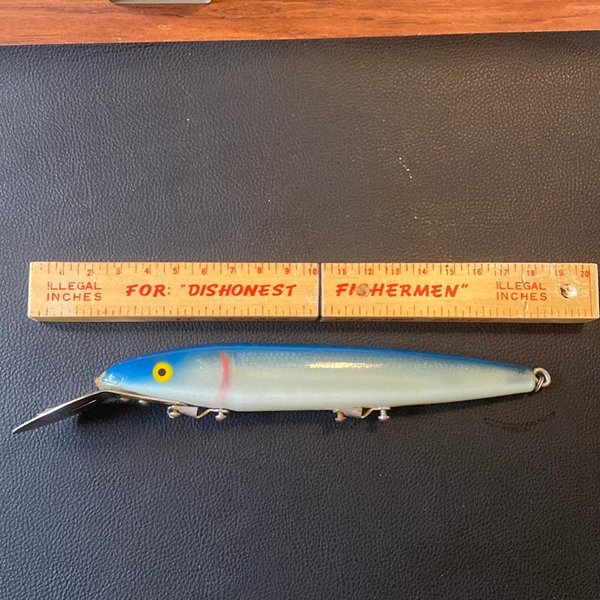 1 2 3 4 5 6 7 8 9 10 11 12 13 14 15 16 17 18 19 20
ILLEGAL INCHES FOR: "DISHONEST FISHERMEN" ILLEGAL INCHES